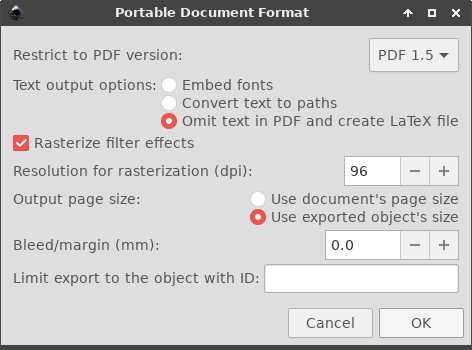 Portable Document Format
Restrict to PDF version: PDF 1.5
Text output options: Embed fonts
Convert text to paths
Omit text in PDF and create LaTeX file
Rasterize filter effects
Resolution for rasterization (dpi): 96
Output page size: Use document's page size
Use exported object's size
Bleed/margin (mm): 0.0
Limit export to the object with ID:
Cancel OK